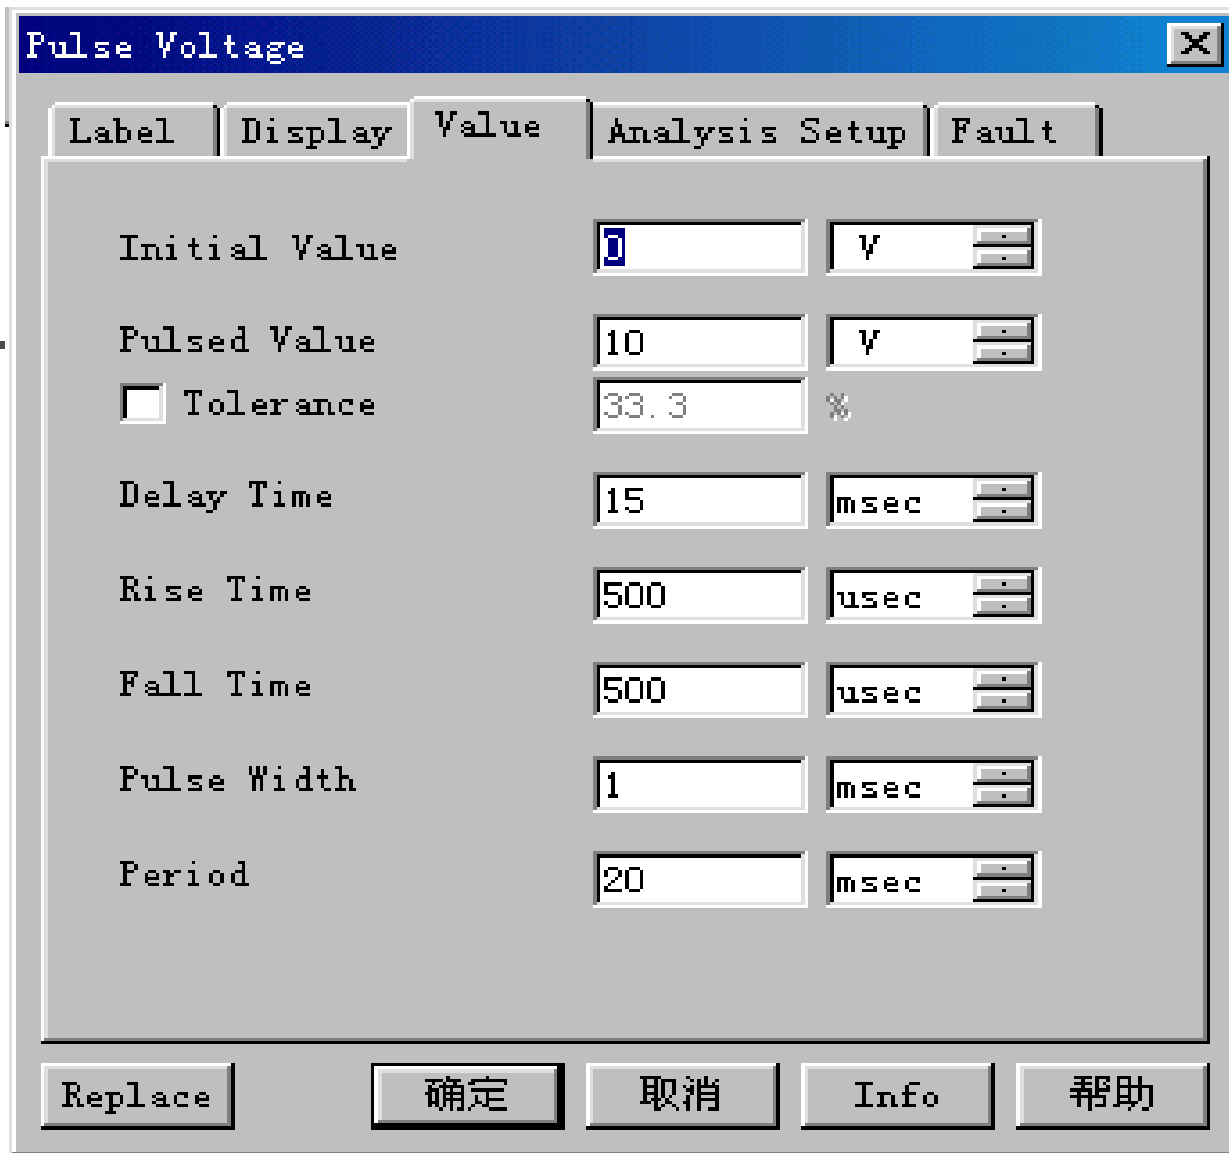 Pulse Voltage
Label Display Value Analysis Setup Fault
Initial Value 0 V
Pulsed Value 10 V
Tolerance 33.3 %
Delay Time 15 msec
Rise Time 500 usec
Fall Time 500 usec
Pulse Width 1 msec
Period 20 msec
Replace 确定 取消 Info 帮助